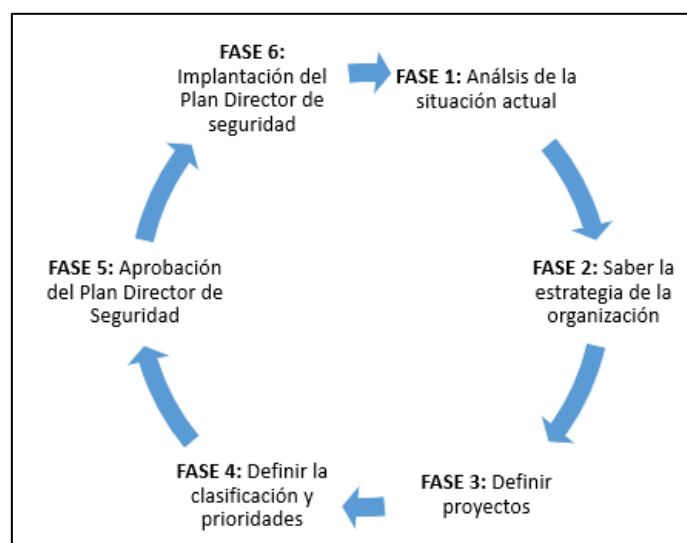 FASE 6:
Implantación del
Plan Director de
seguridad
FASE 1: Análsis de la
situación actual
FASE 2: Saber la
estrategia de la
organización
FASE 3: Definir
proyectos
FASE 4: Definir la
clasificación y
prioridades
FASE 5: Aprobación
del Plan Director de
Seguridad